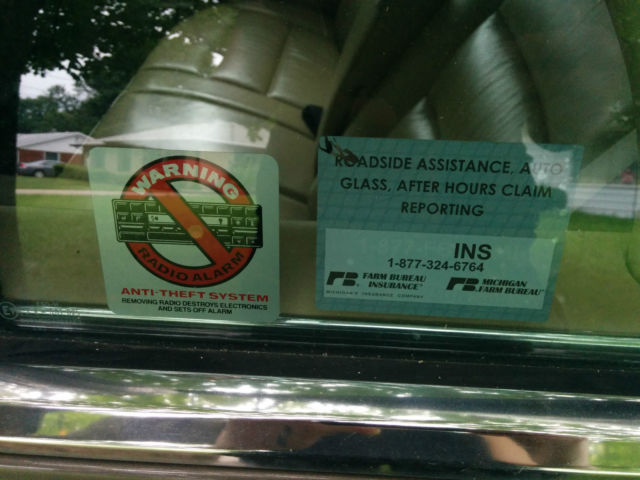 WARNING
RADIO ALARM
ANTI-THEFT SYSTEM
REMOVING RADIO DESTROYS ELECTRONICS
AND SETS OFF ALARM
ROADSIDE ASSISTANCE, AUTO
GLASS, AFTER HOURS CLAIM
REPORTING
INS
1-877-324-6764
FB. FARM BUREAU
INSURANCE
MICHIGAN'S INSURANCE COMPANY
FB MICHIGAN
FARM BUREAU